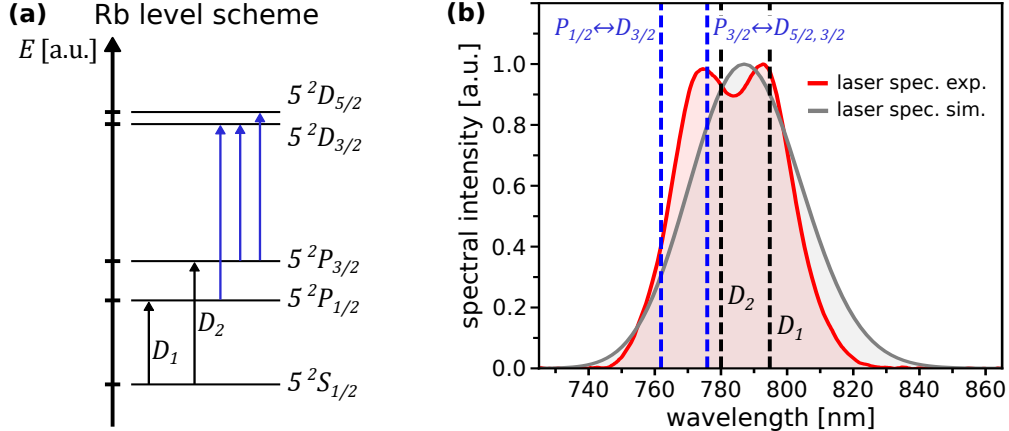 (a) Rb level scheme
E [a.u.]
5 ²D₅/₂
5 ²D₃/₂
5 ²P₃/₂
5 ²P₁/₂
D₂
D₁
5 ²S₁/₂
(b)
P₁/₂↔D₃/₂
P₃/₂↔D₅/₂, ₃/₂
laser spec. exp.
laser spec. sim.
spectral intensity [a.u.]
1.0
0.8
0.6
0.4
0.2
0.0
D₂
D₁
740 760 780 800 820 840 860
wavelength [nm]